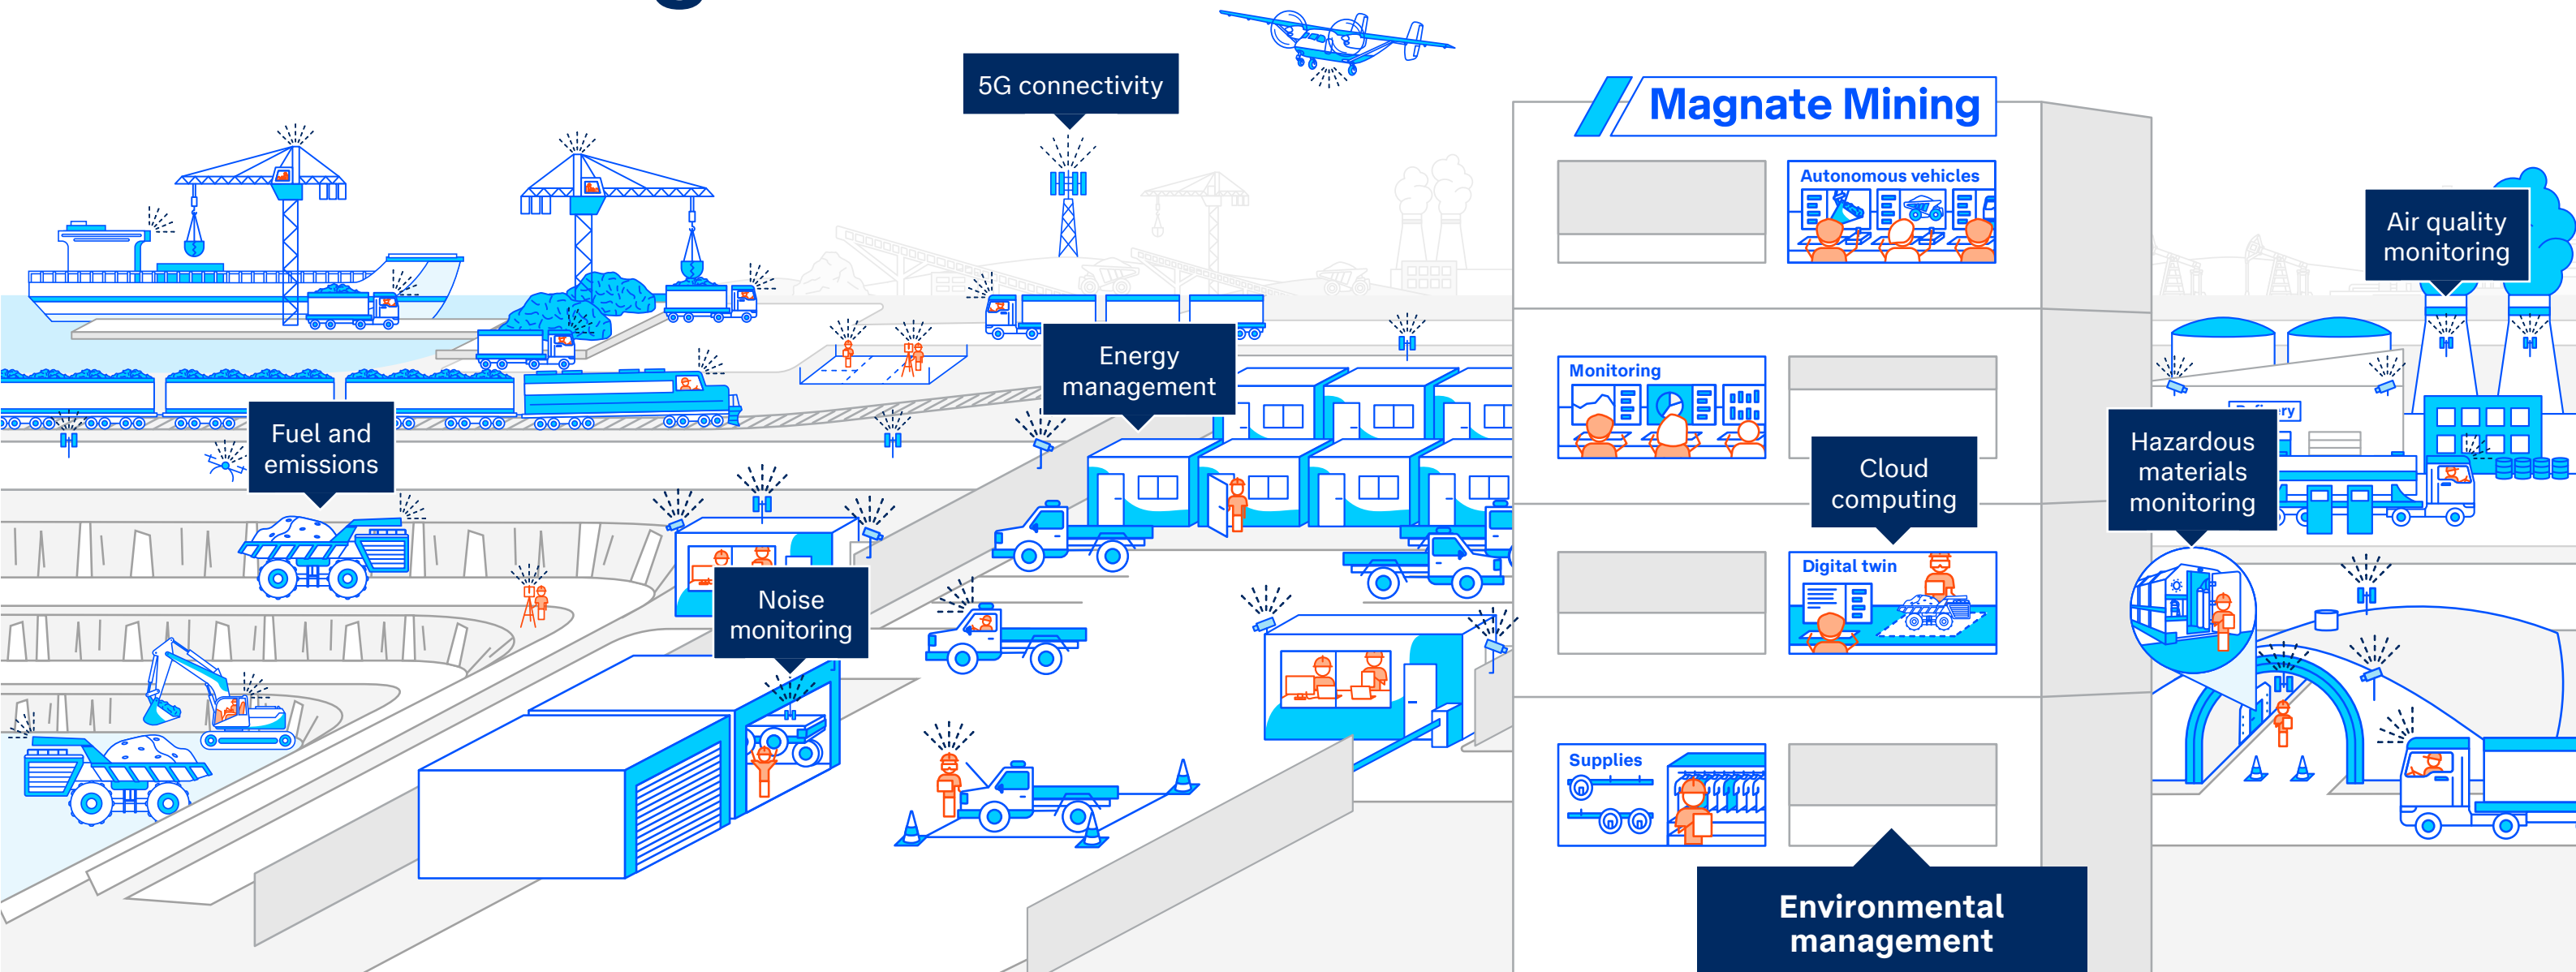 5G connectivity
Magnate Mining
Autonomous vehicles
Air quality
monitoring
Energy
management
Monitoring
Fuel and
emissions
Hazardous
materials
monitoring
Cloud
computing
Digital twin
Noise
monitoring
Supplies
Environmental
management